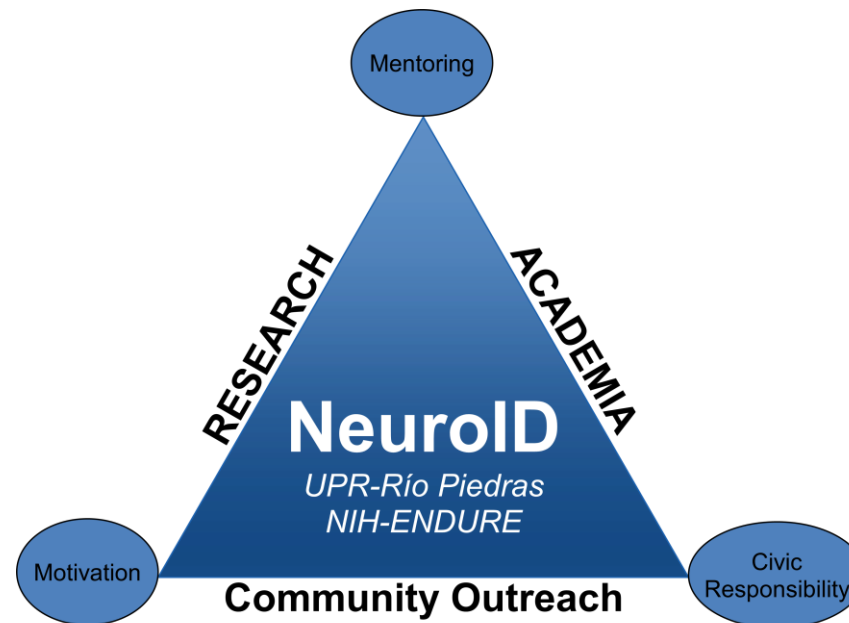 Mentoring
RESEARCH
ACADEMIA
NeuroID
UPR-Río Piedras
NIH-ENDURE
Motivation
Civic
Responsibility
Community Outreach